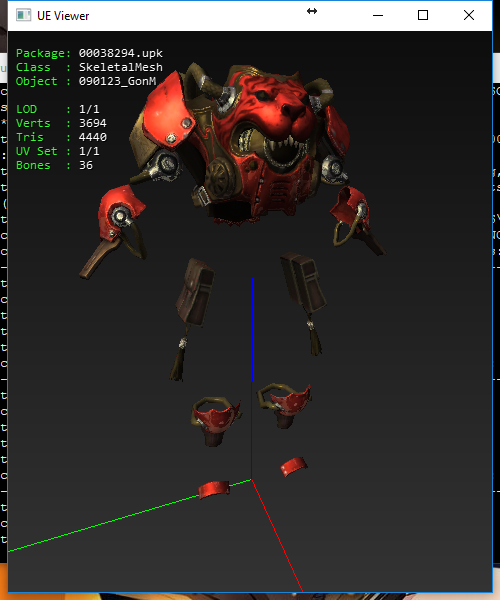 UE Viewer
Package: 00038294.upk
Class : SkeletalMesh
Object : 090123_GonM
LOD : 1/1
Verts : 3694
Tris : 4440
UV Set : 1/1
Bones : 36